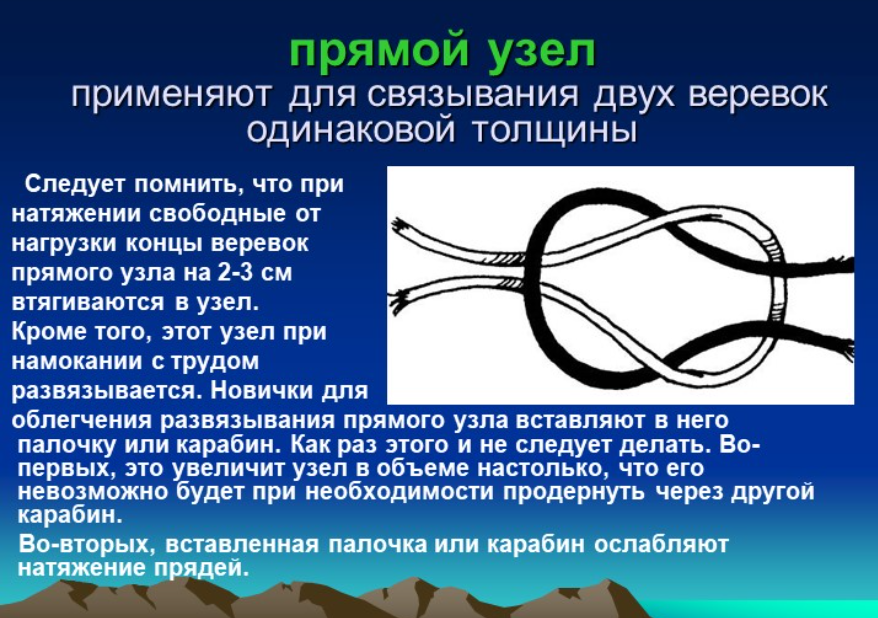 прямой узел
применяют для связывания двух веревок
одинаковой толщины
Следует помнить, что при
натяжении свободные от
нагрузки концы веревок
прямого узла на 2-3 см
втягиваются в узел.
Кроме того, этот узел при
намокании с трудом
развязывается. Новички для
облегчения развязывания прямого узла вставляют в него
палочку или карабин. Как раз этого и не следует делать. Во-
первых, это увеличит узел в объеме настолько, что его
невозможно будет при необходимости продернуть через другой
карабин.
Во-вторых, вставленная палочка или карабин ослабляют
натяжение прядей.